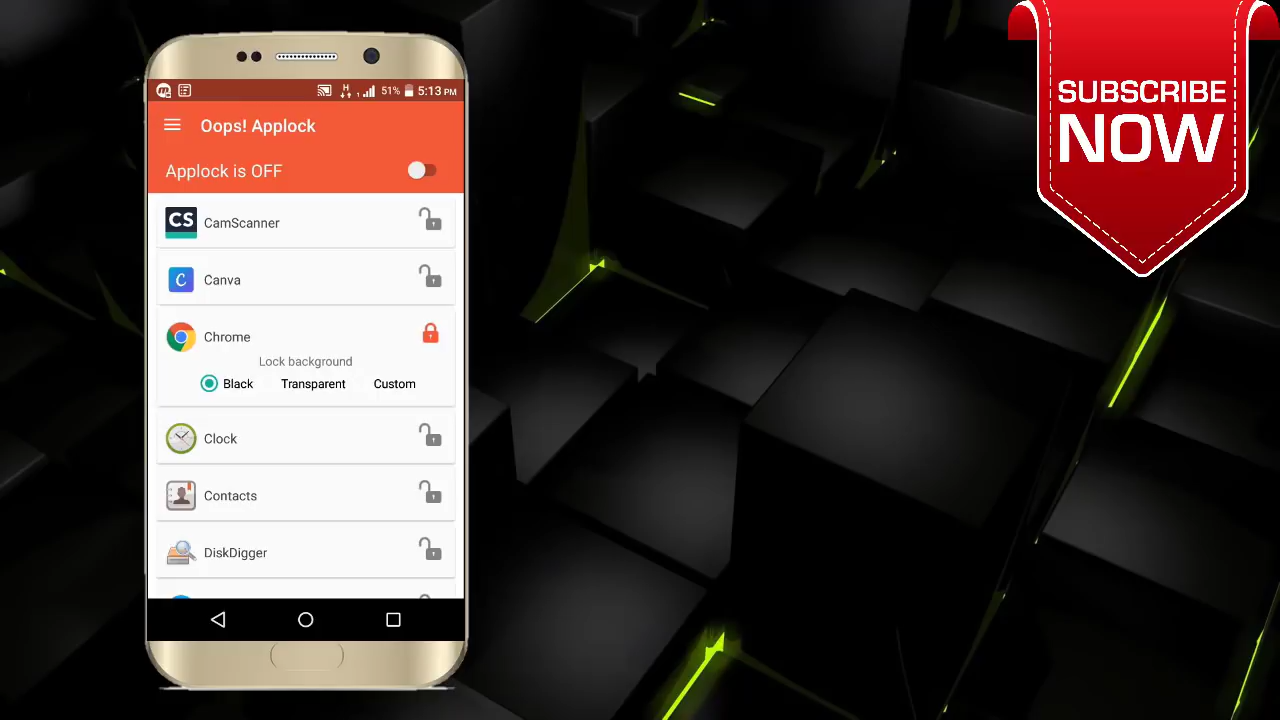 H
1
51%
5:13 PM
Oops! Applock
Applock is OFF
CS
CamScanner
C
Canva
Chrome
Lock background
Black Transparent Custom
Clock
Contacts
DiskDigger
SUBSCRIBE
NOW